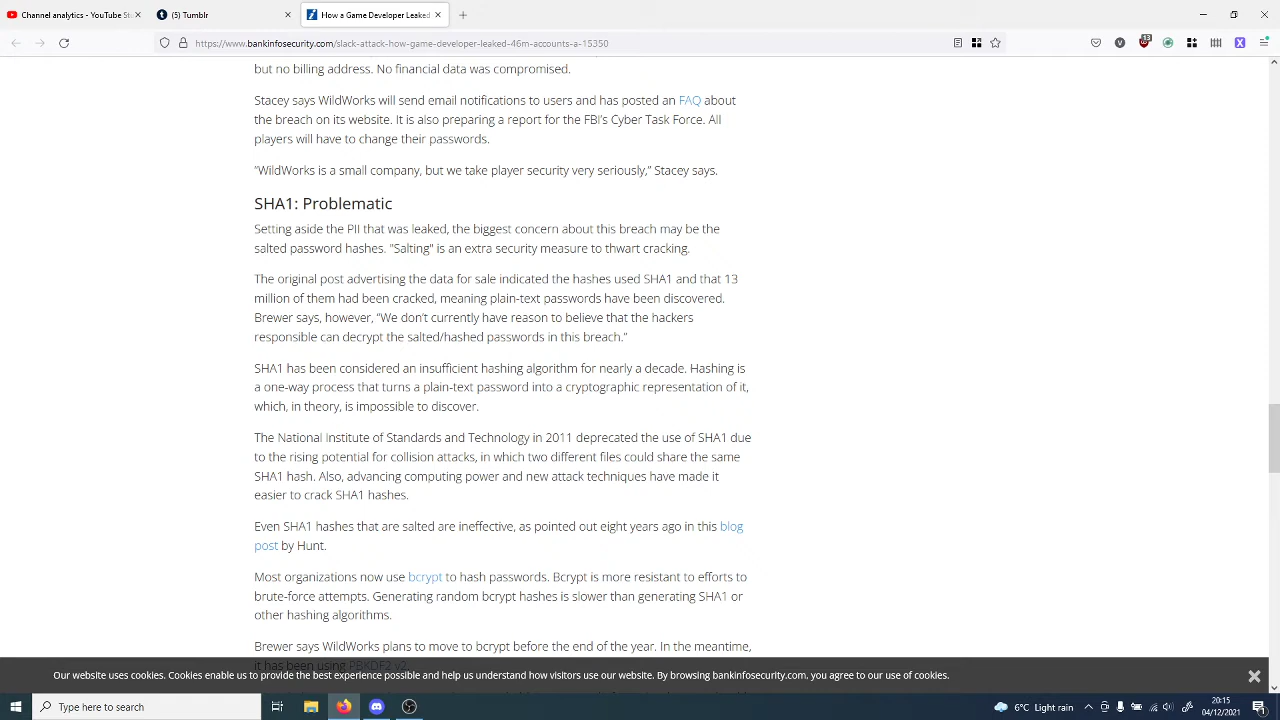 Channel analytics - YouTube St
(5) Tumblr
How a Game Developer Leaked
https://www.bankinfosecurity.com/slack-attack-how-game-developer-leaked-46m-accounts-a-15350
13
but no billing address. No financial data was compromised.
Stacey says WildWorks will send email notifications to users and has posted an FAQ about
the breach on its website. It is also preparing a report for the FBI's Cyber Task Force. All
players will have to change their passwords.
"WildWorks is a small company, but we take player security very seriously," Stacey says.
SHA1: Problematic
Setting aside the PII that was leaked, the biggest concern about this breach may be the
salted password hashes. "Salting" is an extra security measure to thwart cracking.
The original post advertising the data for sale indicated the hashes used SHA1 and that 13
million of them had been cracked, meaning plain-text passwords have been discovered.
Brewer says, however, "We don't currently have reason to believe that the hackers
responsible can decrypt the salted/hashed passwords in this breach."
SHA1 has been considered an insufficient hashing algorithm for nearly a decade. Hashing is
a one-way process that turns a plain-text password into a cryptographic representation of it,
which, in theory, is impossible to discover.
The National Institute of Standards and Technology in 2011 deprecated the use of SHA1 due
to the rising potential for collision attacks, in which two different files could share the same
SHA1 hash. Also, advancing computing power and new attack techniques have made it
easier to crack SHA1 hashes.
Even SHA1 hashes that are salted are ineffective, as pointed out eight years ago in this blog
post by Hunt.
Most organizations now use bcrypt to hash passwords. Bcrypt is more resistant to efforts to
brute-force attempts. Generating random bcrypt hashes is slower than generating SHA1 or
other hashing algorithms.
Brewer says WildWorks plans to move to bcrypt before the end of the year. In the meantime,
it has been using PBKDF2 v2.
Our website uses cookies. Cookies enable us to provide the best experience possible and help us understand how visitors use our website. By browsing bankinfosecurity.com, you agree to our use of cookies.
Type here to search
6°C Light rain
20:15
04/12/2021